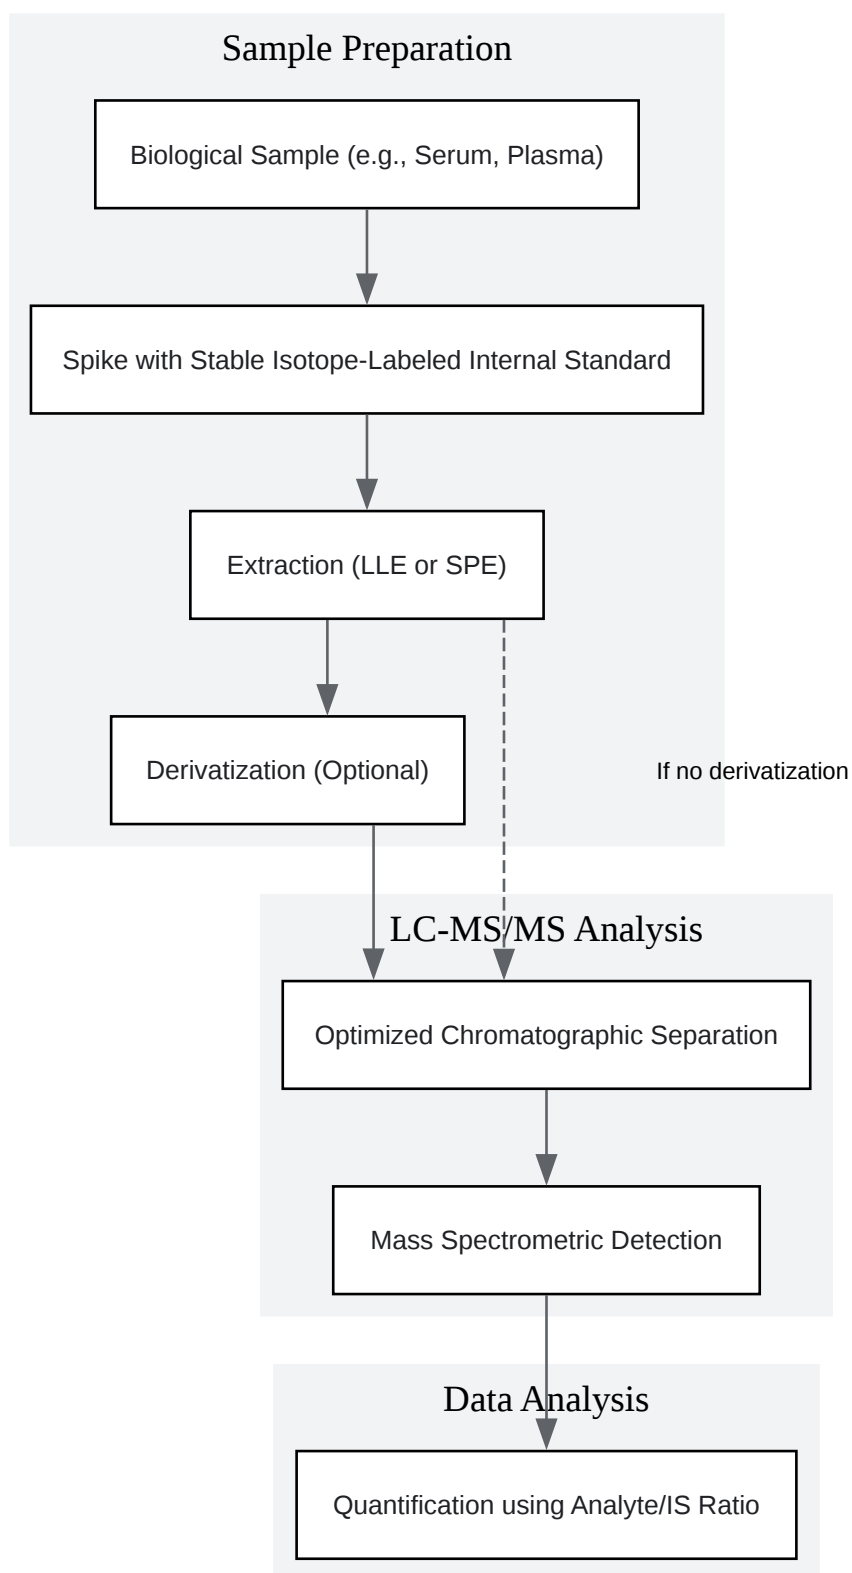 Sample Preparation
Biological Sample (e.g., Serum, Plasma)
Spike with Stable Isotope-Labeled Internal Standard
Extraction (LLE or SPE)
Derivatization (Optional)
If no derivatization
LC-MS/MS Analysis
Optimized Chromatographic Separation
Mass Spectrometric Detection
Data Analysis
Quantification using Analyte/IS Ratio